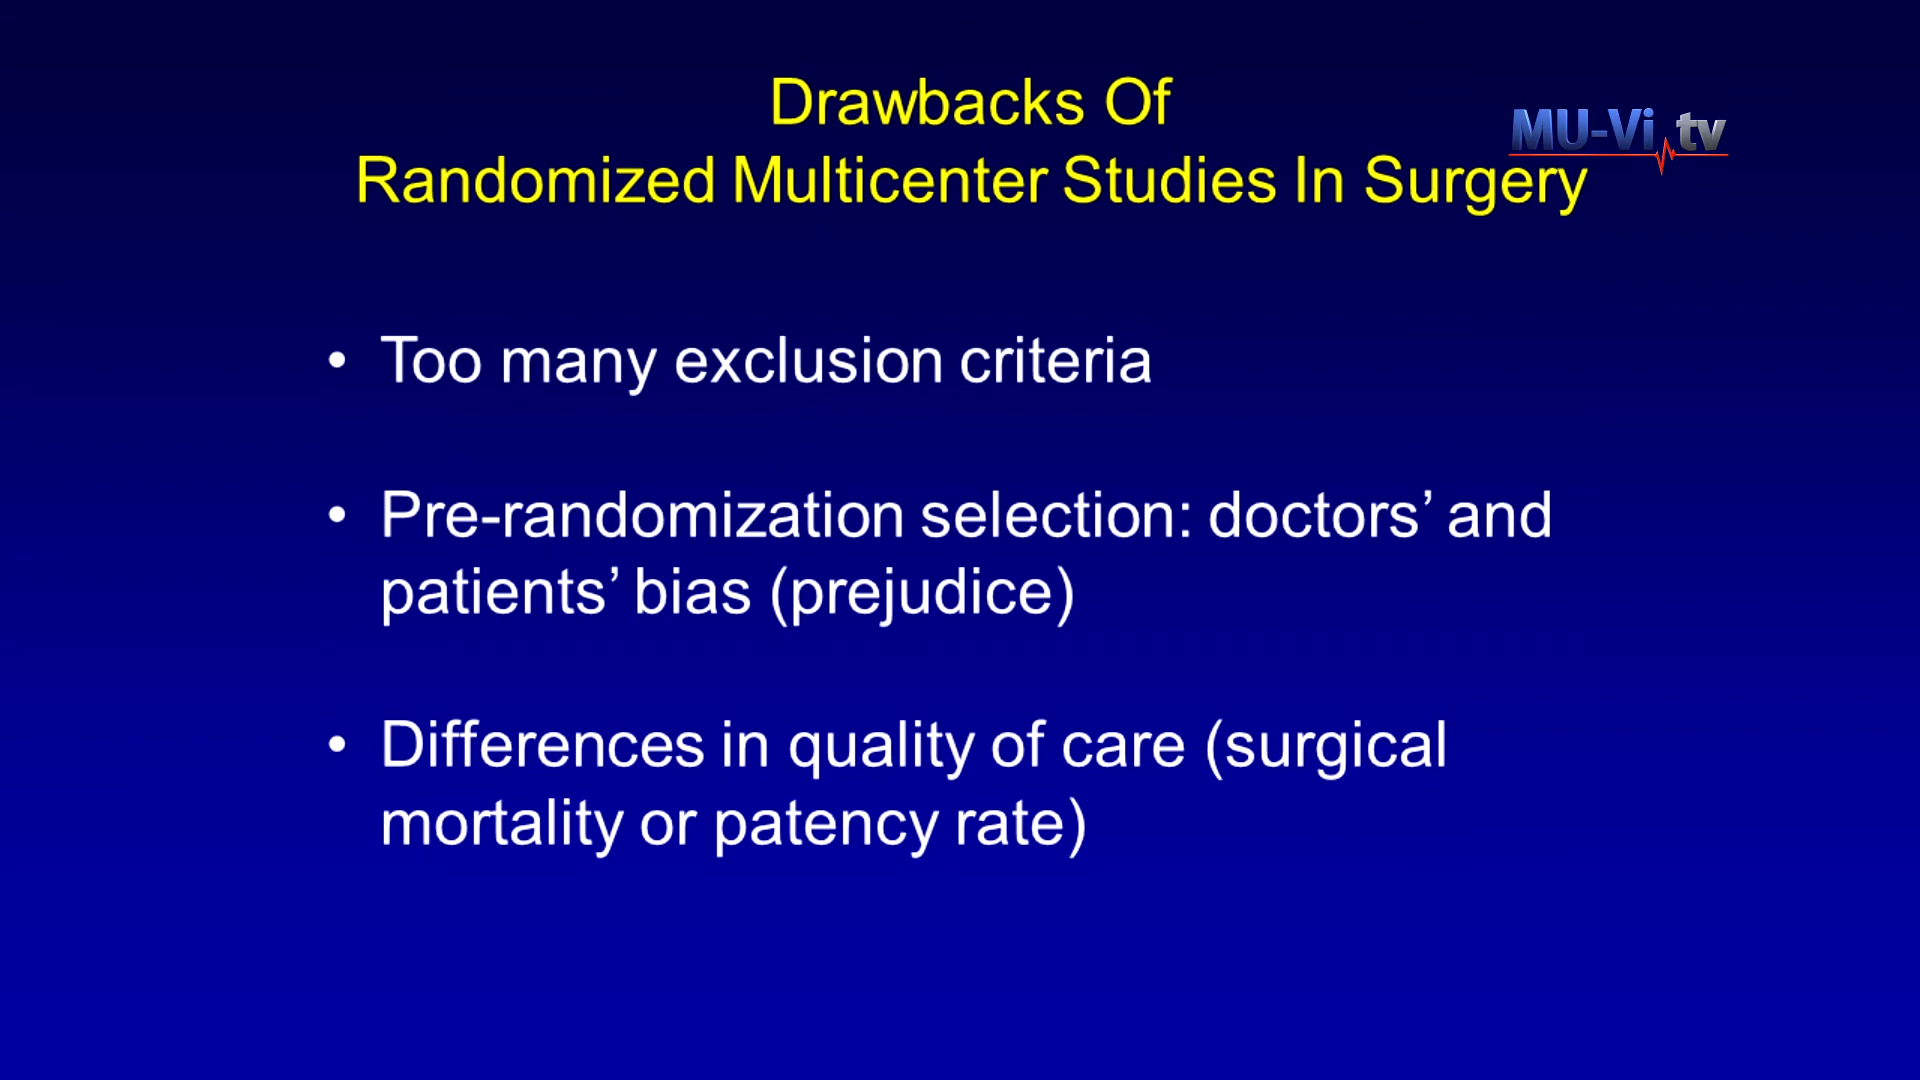 Drawbacks Of
MU-Vi tv
Randomized Multicenter Studies In Surgery
• Too many exclusion criteria
• Pre-randomization selection: doctors’ and
patients’ bias (prejudice)
• Differences in quality of care (surgical
mortality or patency rate)